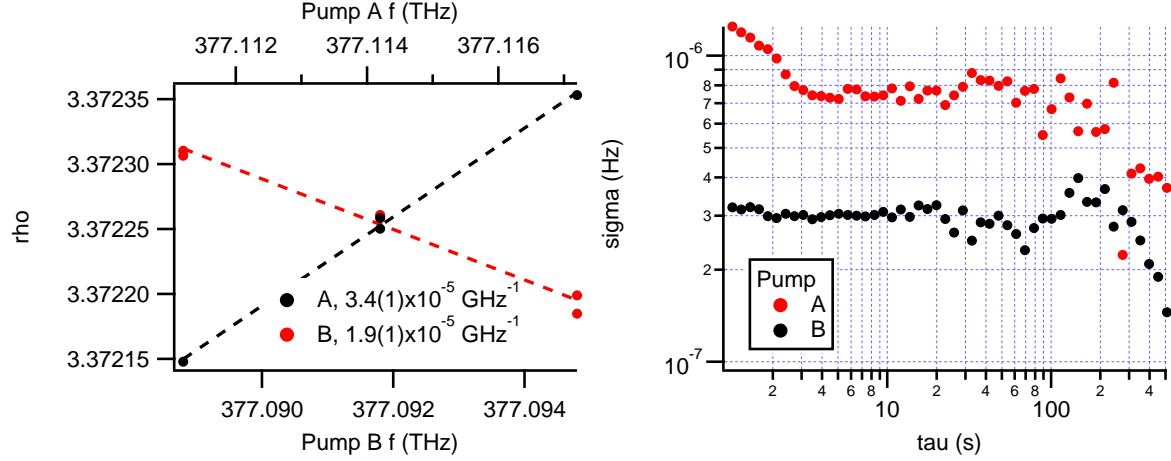 Pump A f (THz)
377.112 377.114 377.116
rho
3.37235
3.37230
3.37225
3.37220
3.37215
A, 3.4(1)x10⁻⁵ GHz⁻¹
B, 1.9(1)x10⁻⁵ GHz⁻¹
377.090 377.092 377.094
Pump B f (THz)
sigma (Hz)
10⁻⁶
8
7
6
5
4
3
2
10⁻⁷
Pump
A
B
2 4 6 8 10 2 4 6 8 100 2 4
tau (s)